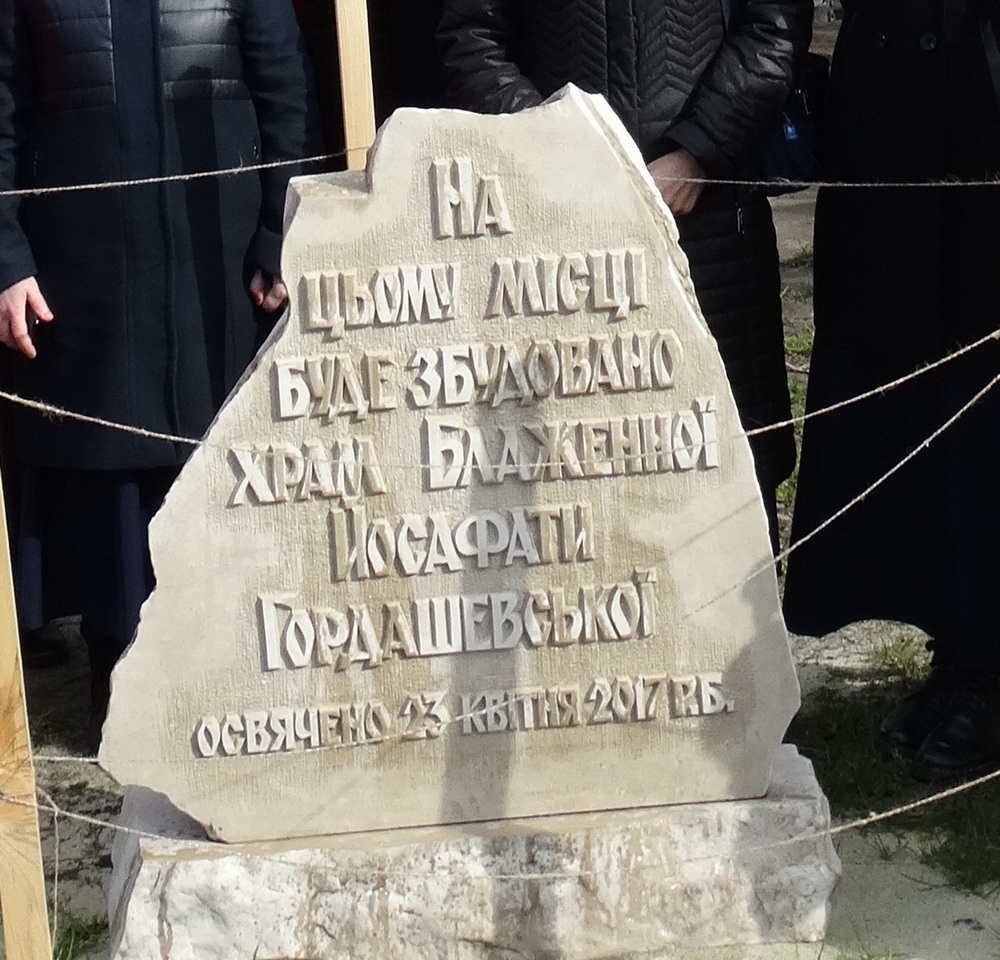 На
цьому місці
буде збудовано
храм Блаженної
Йосафати
Гордашевської
освячено 23 квітня 2017 р.Б.